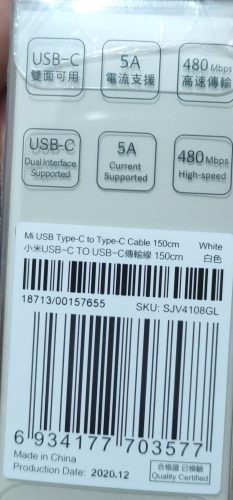 USB-C
雙面可用
5A
電流支援
480 Mbps
高速傳輸
USB-C
Dual Interface
Supported
5A
Current
Supported
480 Mbps
High-speed
Mi USB Type-C to Type-C Cable 150cm White
小米USB-C TO USB-C傳輸線 150cm 白色
18713/00157655 SKU: SJV4108GL
6 934177 703577
Made in China
Production Date: 2020.12
合格證 已檢驗
Quality Certified